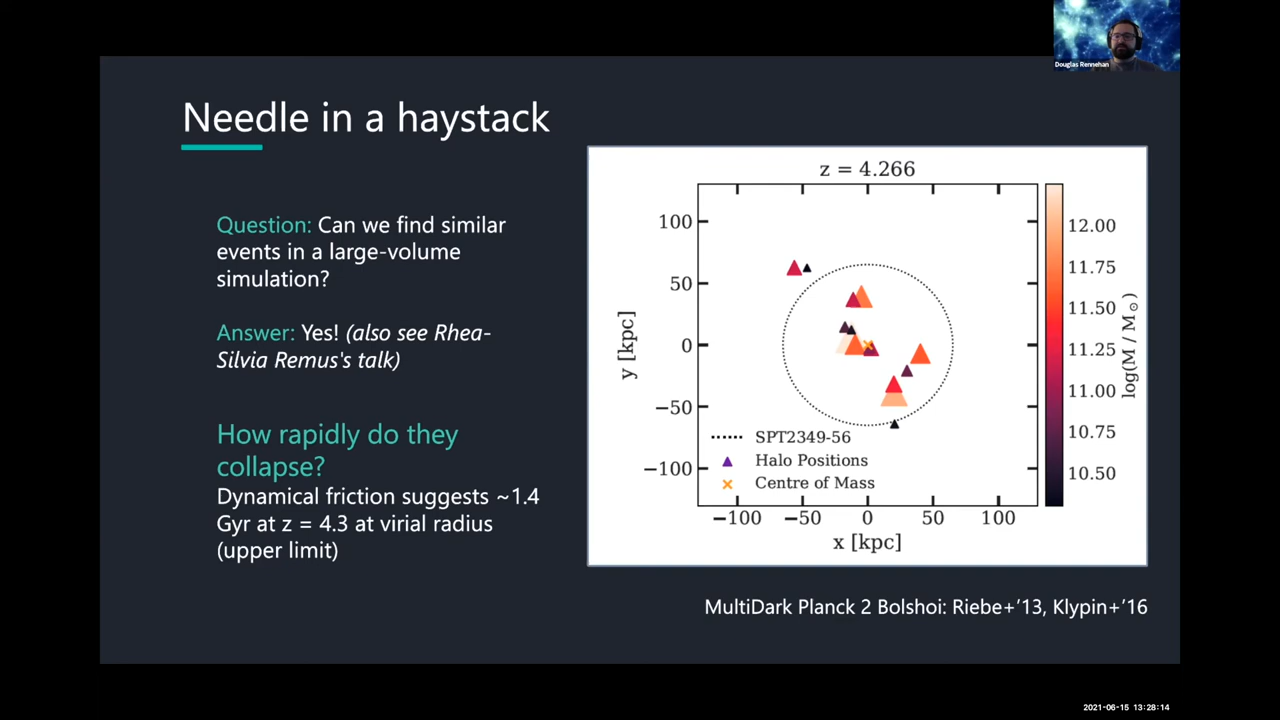 Douglas Rennehan
Needle in a haystack
Question: Can we find similar
events in a large-volume
simulation?
Answer: Yes! (also see Rhea-
Silvia Remus's talk)
How rapidly do they
collapse?
Dynamical friction suggests ~1.4
Gyr at z = 4.3 at virial radius
(upper limit)
z = 4.266
100
50
0
−50
−100
y [kpc]
SPT2349-56
Halo Positions
Centre of Mass
−100 −50 0 50 100
x [kpc]
12.00
11.75
11.50
11.25
11.00
10.75
10.50
log(M / M☉)
MultiDark Planck 2 Bolshoi: Riebe+’13, Klypin+’16
2021-06-15 13:28:14